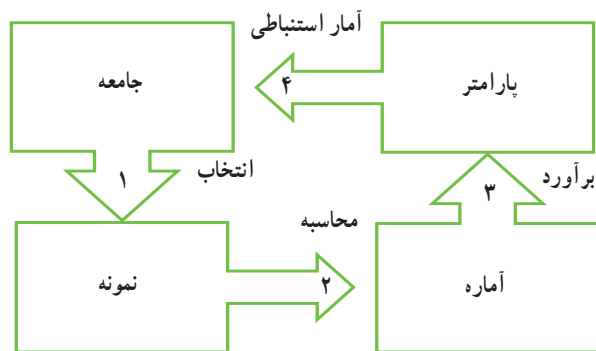 آمار استنباطی
پارامتر
۴
جامعه
برآورد
۳
انتخاب
۱
محاسبه
آماره
۲
نمونه